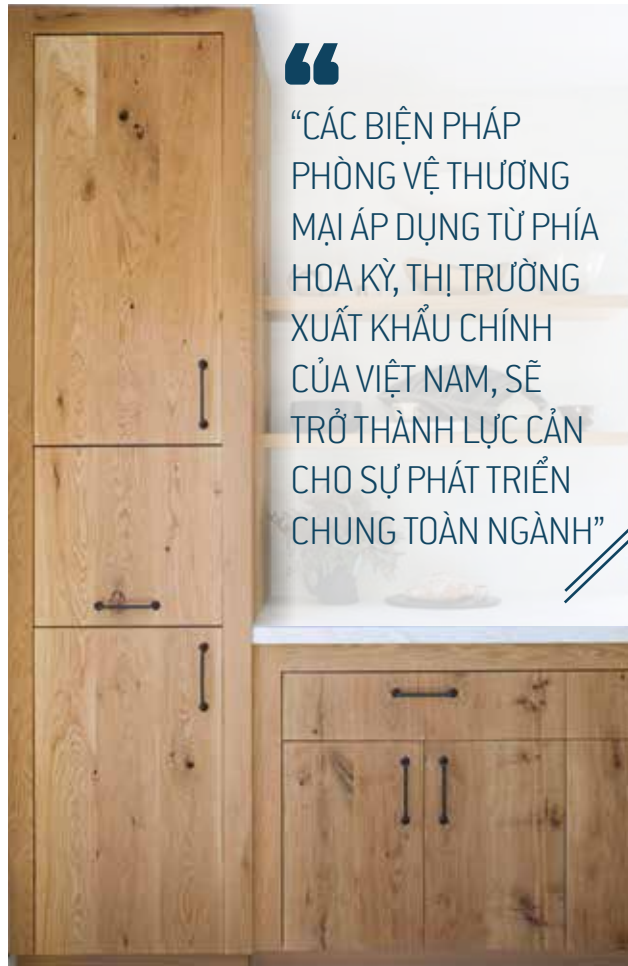 “CÁC BIỆN PHÁP
PHÒNG VỆ THƯƠNG
MẠI ÁP DỤNG TỪ PHÍA
HOA KỲ, THỊ TRƯỜNG
XUẤT KHẨU CHÍNH
CỦA VIỆT NAM, SẼ
TRỞ THÀNH LỰC CẢN
CHO SỰ PHÁT TRIỂN
CHUNG TOÀN NGÀNH”